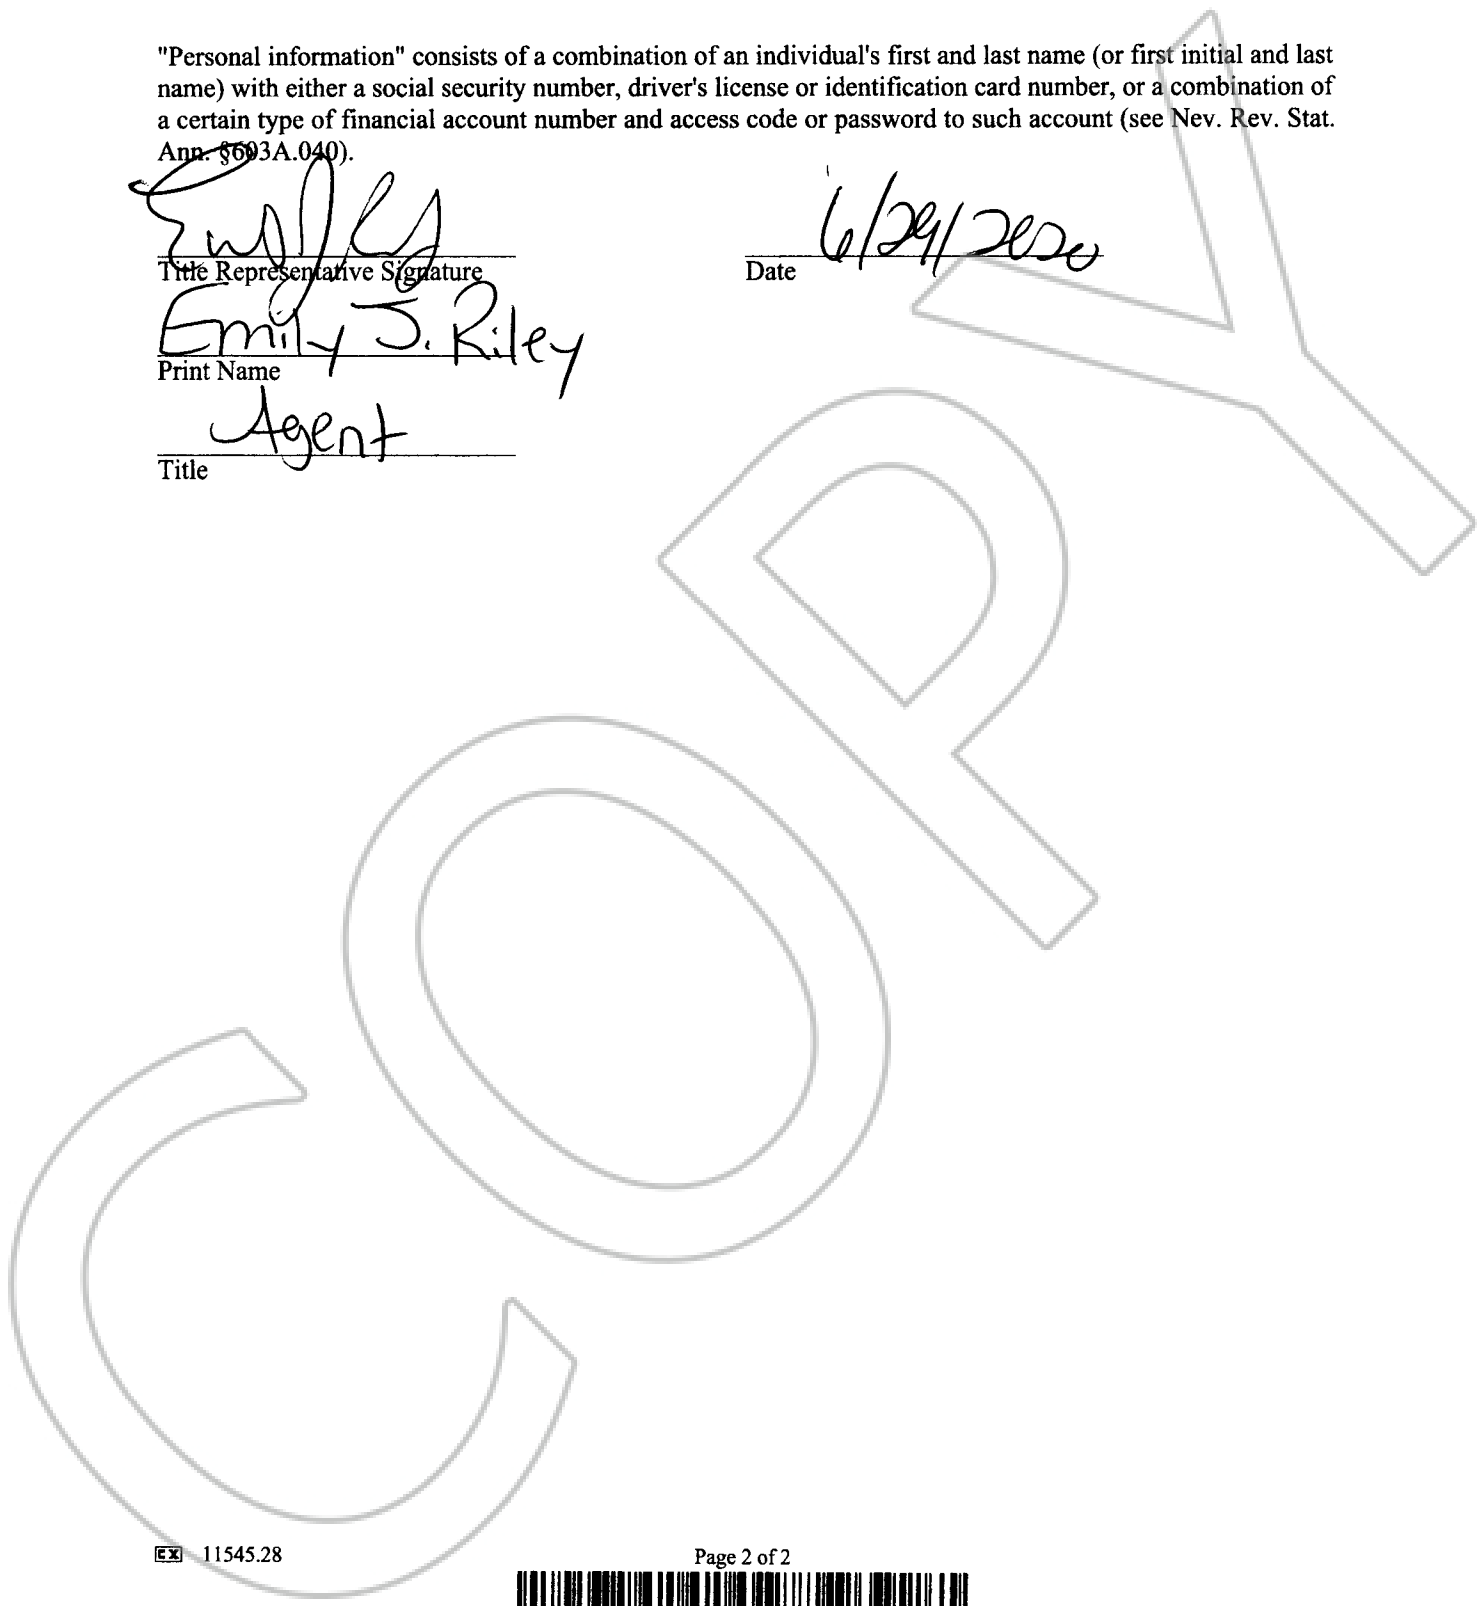 "Personal information" consists of a combination of an individual's first and last name (or first initial and last
name) with either a social security number, driver's license or identification card number, or a combination of
a certain type of financial account number and access code or password to such account (see Nev. Rev. Stat.
Ann. §603A.040).
6/29/2020
Title Representative Signature
Date
Emily J. Riley
Print Name
Agent
Title
COPY
CX 11545.28
Page 2 of 2